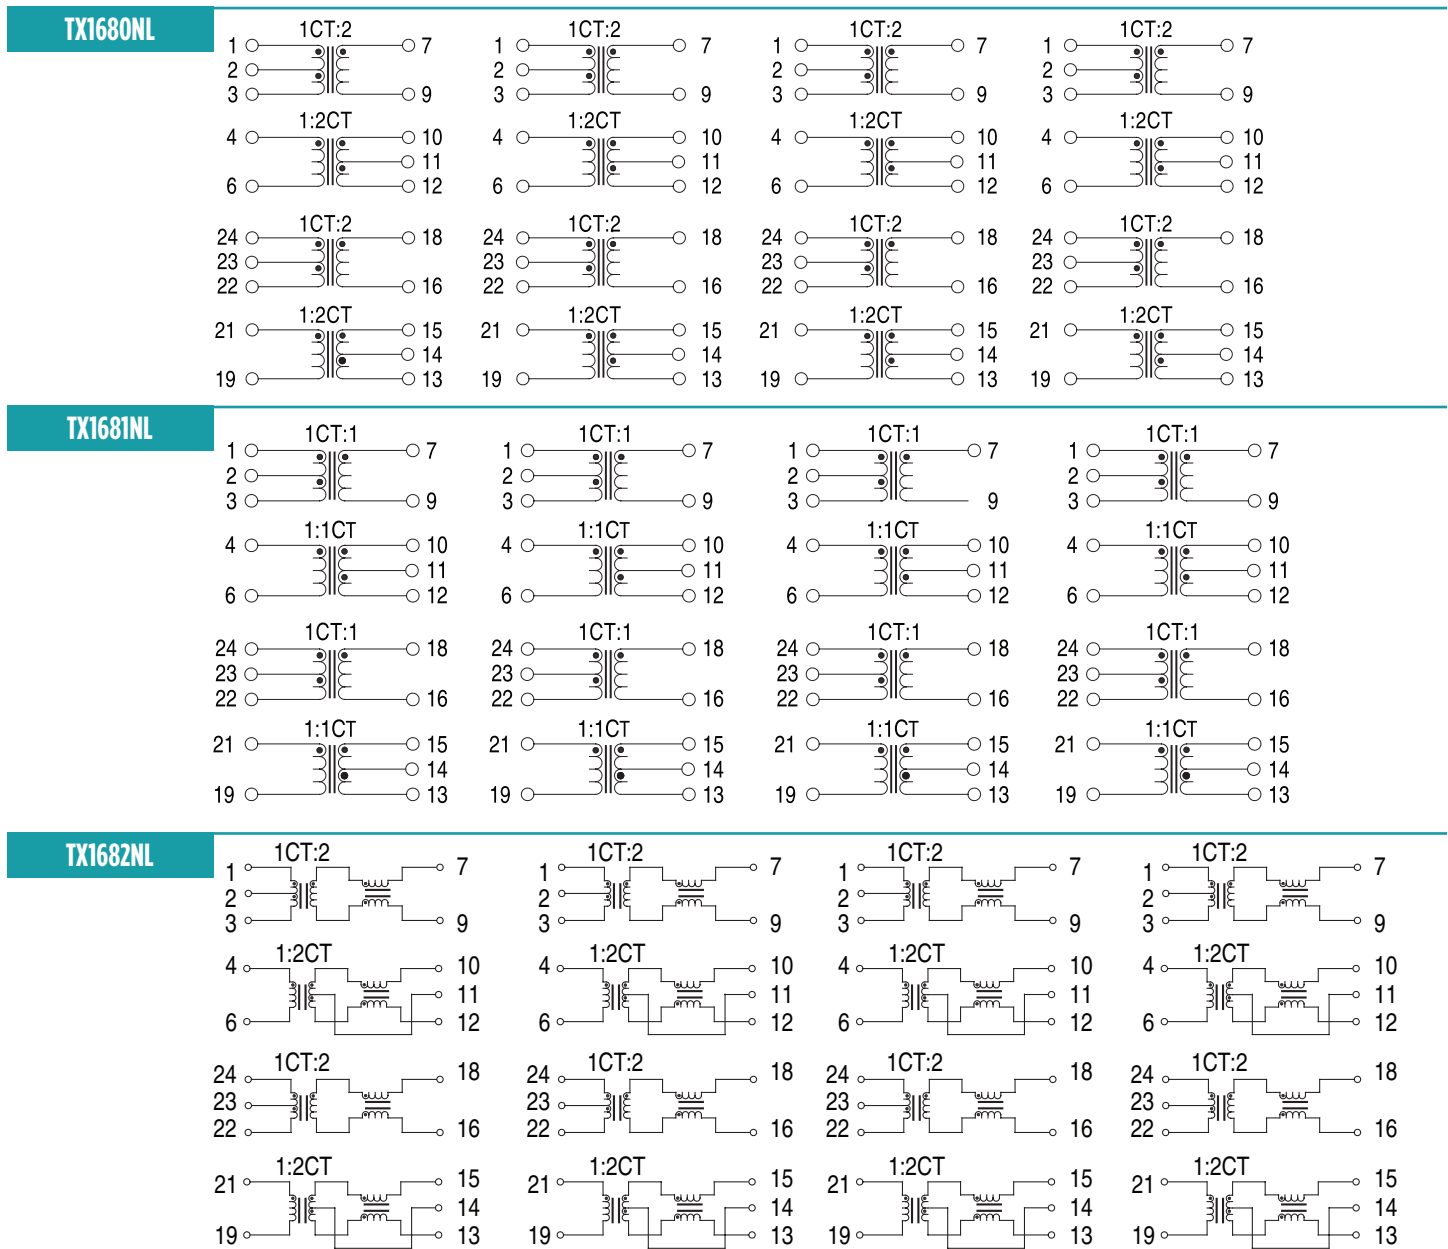 TX1680NL
1CT:2 1CT:2 1CT:2 1CT:2
1 7 1 7 1 7 1 7
2 2 2 2
3 9 3 9 3 9 3 9
1:2CT 1:2CT 1:2CT 1:2CT
4 10 4 10 4 10 4 10
11 11 11 11
6 12 6 12 6 12 6 12
1CT:2 1CT:2 1CT:2 1CT:2
24 18 24 18 24 18 24 18
23 23 23 23
22 16 22 16 22 16 22 16
1:2CT 1:2CT 1:2CT 1:2CT
21 15 21 15 21 15 21 15
14 14 14 14
19 13 19 13 19 13 19 13
TX1681NL
1CT:1 1CT:1 1CT:1 1CT:1
1 7 1 7 1 7 1 7
2 2 2 2
3 9 3 9 3 9 3 9
1:1CT 1:1CT 1:1CT 1:1CT
4 10 4 10 4 10 4 10
11 11 11 11
6 12 6 12 6 12 6 12
1CT:1 1CT:1 1CT:1 1CT:1
24 18 24 18 24 18 24 18
23 23 23 23
22 16 22 16 22 16 22 16
1:1CT 1:1CT 1:1CT 1:1CT
21 15 21 15 21 15 21 15
14 14 14 14
19 13 19 13 19 13 19 13
TX1682NL
1CT:2 1CT:2 1CT:2 1CT:2
1 7 1 7 1 7 1 7
2 2 2 2
3 9 3 9 3 9 3 9
1:2CT 1:2CT 1:2CT 1:2CT
4 10 4 10 4 10 4 10
11 11 11 11
6 12 6 12 6 12 6 12
1CT:2 1CT:2 1CT:2 1CT:2
24 18 24 18 24 18 24 18
23 23 23 23
22 16 22 16 22 16 22 16
1:2CT 1:2CT 1:2CT 1:2CT
21 15 21 15 21 15 21 15
14 14 14 14
19 13 19 13 19 13 19 13